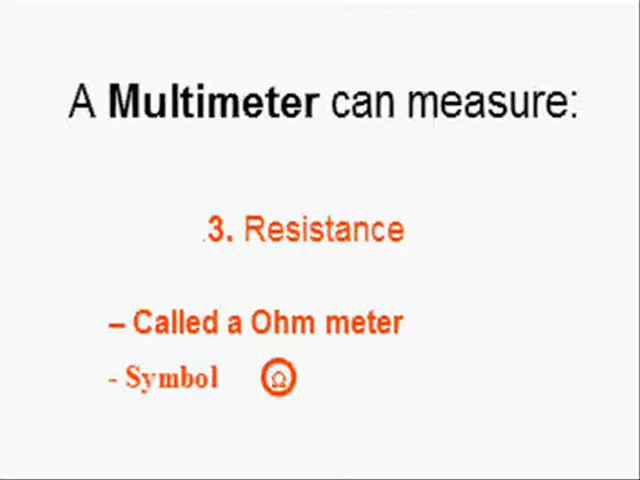 A Multimeter can measure:
3. Resistance
– Called a Ohm meter
- Symbol Ω